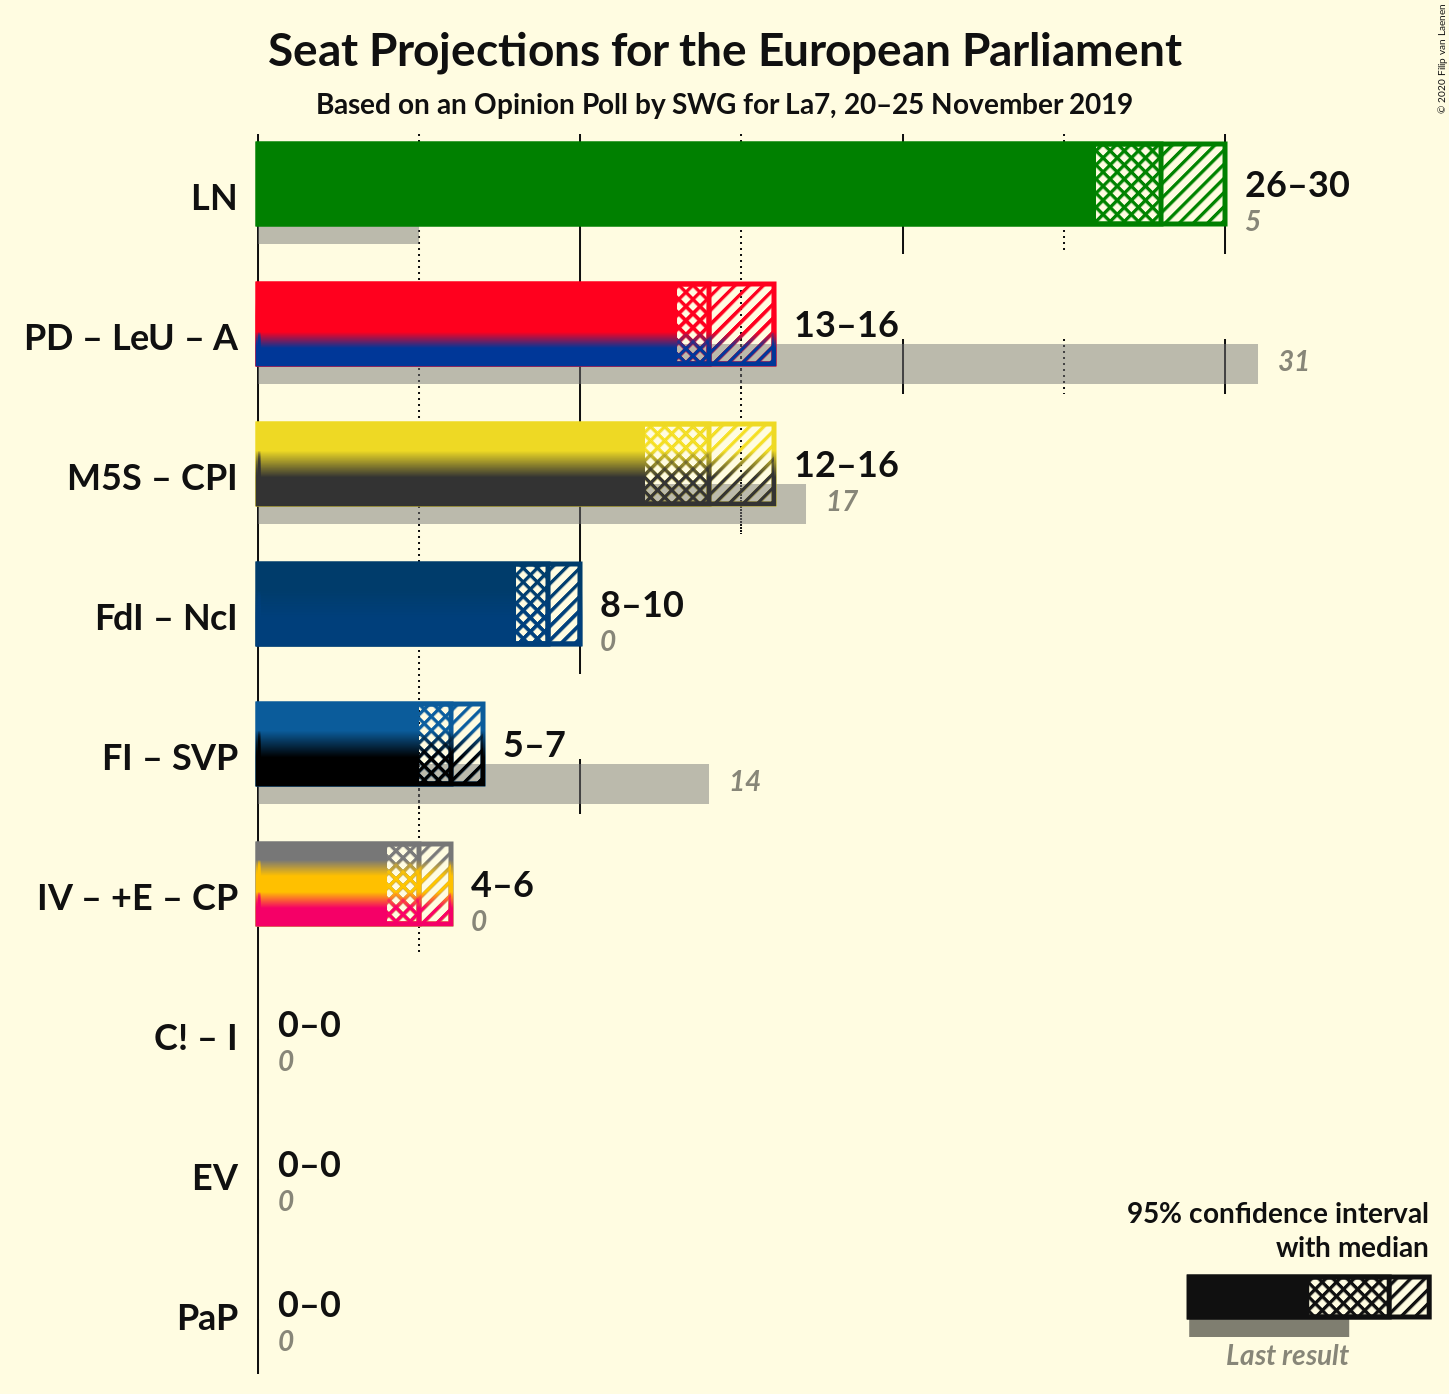 Seat Projections for the European Parliament
Based on an Opinion Poll by SWG for La7, 20–25 November 2019
© 2020 Filip van Laenen
LN
26–30
5
PD – LeU – A
13–16
31
M5S – CPI
12–16
17
FdI – NcI
8–10
0
FI – SVP
5–7
14
IV – +E – CP
4–6
0
C! – I
0–0
0
EV
0–0
0
PaP
0–0
0
95% confidence interval
with median
Last result